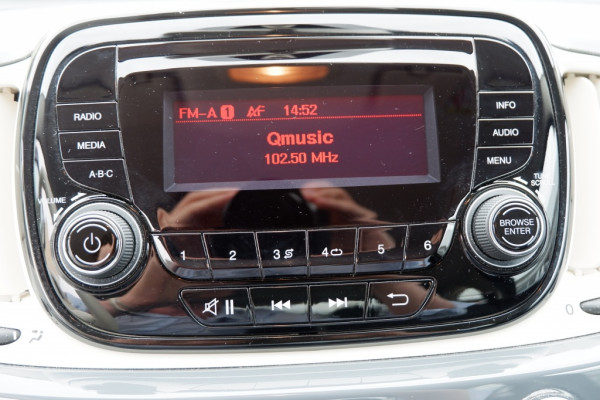 FM-A 1 AF 14:52
Qmusic
102.50 MHz
RADIO
MEDIA
A·B·C
INFO
AUDIO
MENU
VOLUME
BROWSE
ENTER
1 2 3 4 5 6
0